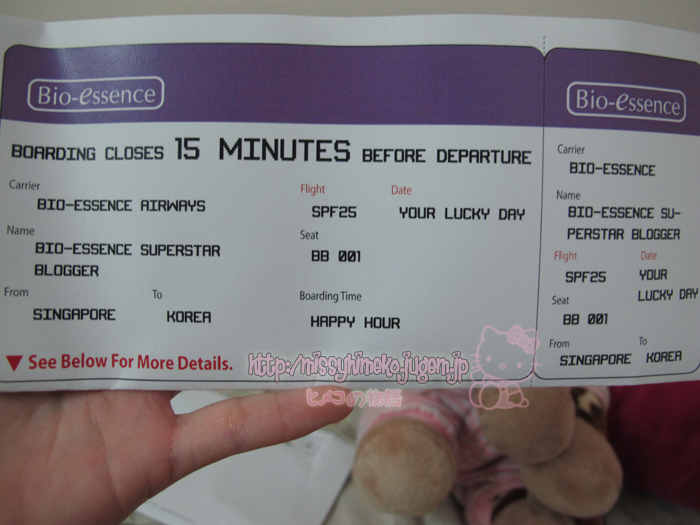 Bio-essence
BOARDING CLOSES 15 MINUTES BEFORE DEPARTURE
Carrier
BIO-ESSENCE AIRWAYS
Flight
SPF25
Date
YOUR LUCKY DAY
Name
BIO-ESSENCE SUPERSTAR
BLOGGER
Seat
BB 001
From
SINGAPORE
To
KOREA
Boarding Time
HAPPY HOUR
▼ See Below For More Details.
Bio-essence
Carrier
BIO-ESSENCE
Name
BIO-ESSENCE SU-
PERSTAR BLOGGER
Flight
SPF25
Date
YOUR
LUCKY DAY
Seat
BB 001
From
SINGAPORE
To
KOREA
http://missyhimeko.jugem.jp
ヒメコの物語